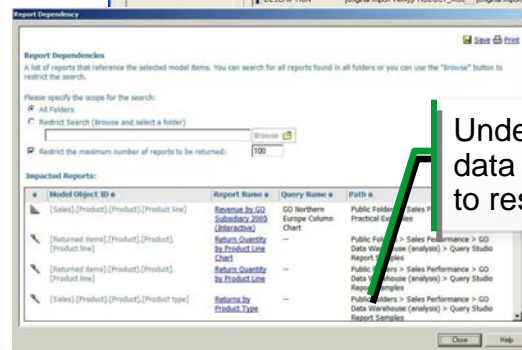 DESCRIPTION
Report Dependency
Save Print
Report Dependencies
A list of reports that reference the selected model items. You can search for all reports found in all folders or you can use the "Browse" button to
restrict the search.
Please specify the scope for the search:
All Folders
Restrict Search (Browse and select a folder)
Browse
Restrict the maximum number of reports to be returned: 100
Impacted Reports:
Model Object ID Report Name Query Name Path
[Sales].[Product].[Product].[Product line] Revenue by GO GO Northern Public Folders > Sales
Subsidiary 2005 Europe Column Practical
(Interactive) Chart
[Returned items].[Product].[Product]. Return Quantity -- Public > Sales Performance > GO
[Product line] by Product Line Data Warehouse (analysis) > Query Studio
Chart Report Samples
[Returned items].[Product].[Product]. Return Quantity -- Public Folders > Sales Performance > GO
[Product line] by Product Line Data Warehouse (analysis) > Query Studio
Report Samples
[Sales].[Product].[Product].[Product type] Returns by -- Public Folders > Sales Performance > GO
Product Type Data Warehouse (analysis) > Query Studio
Report Samples
Close Help
Unde
data
to res